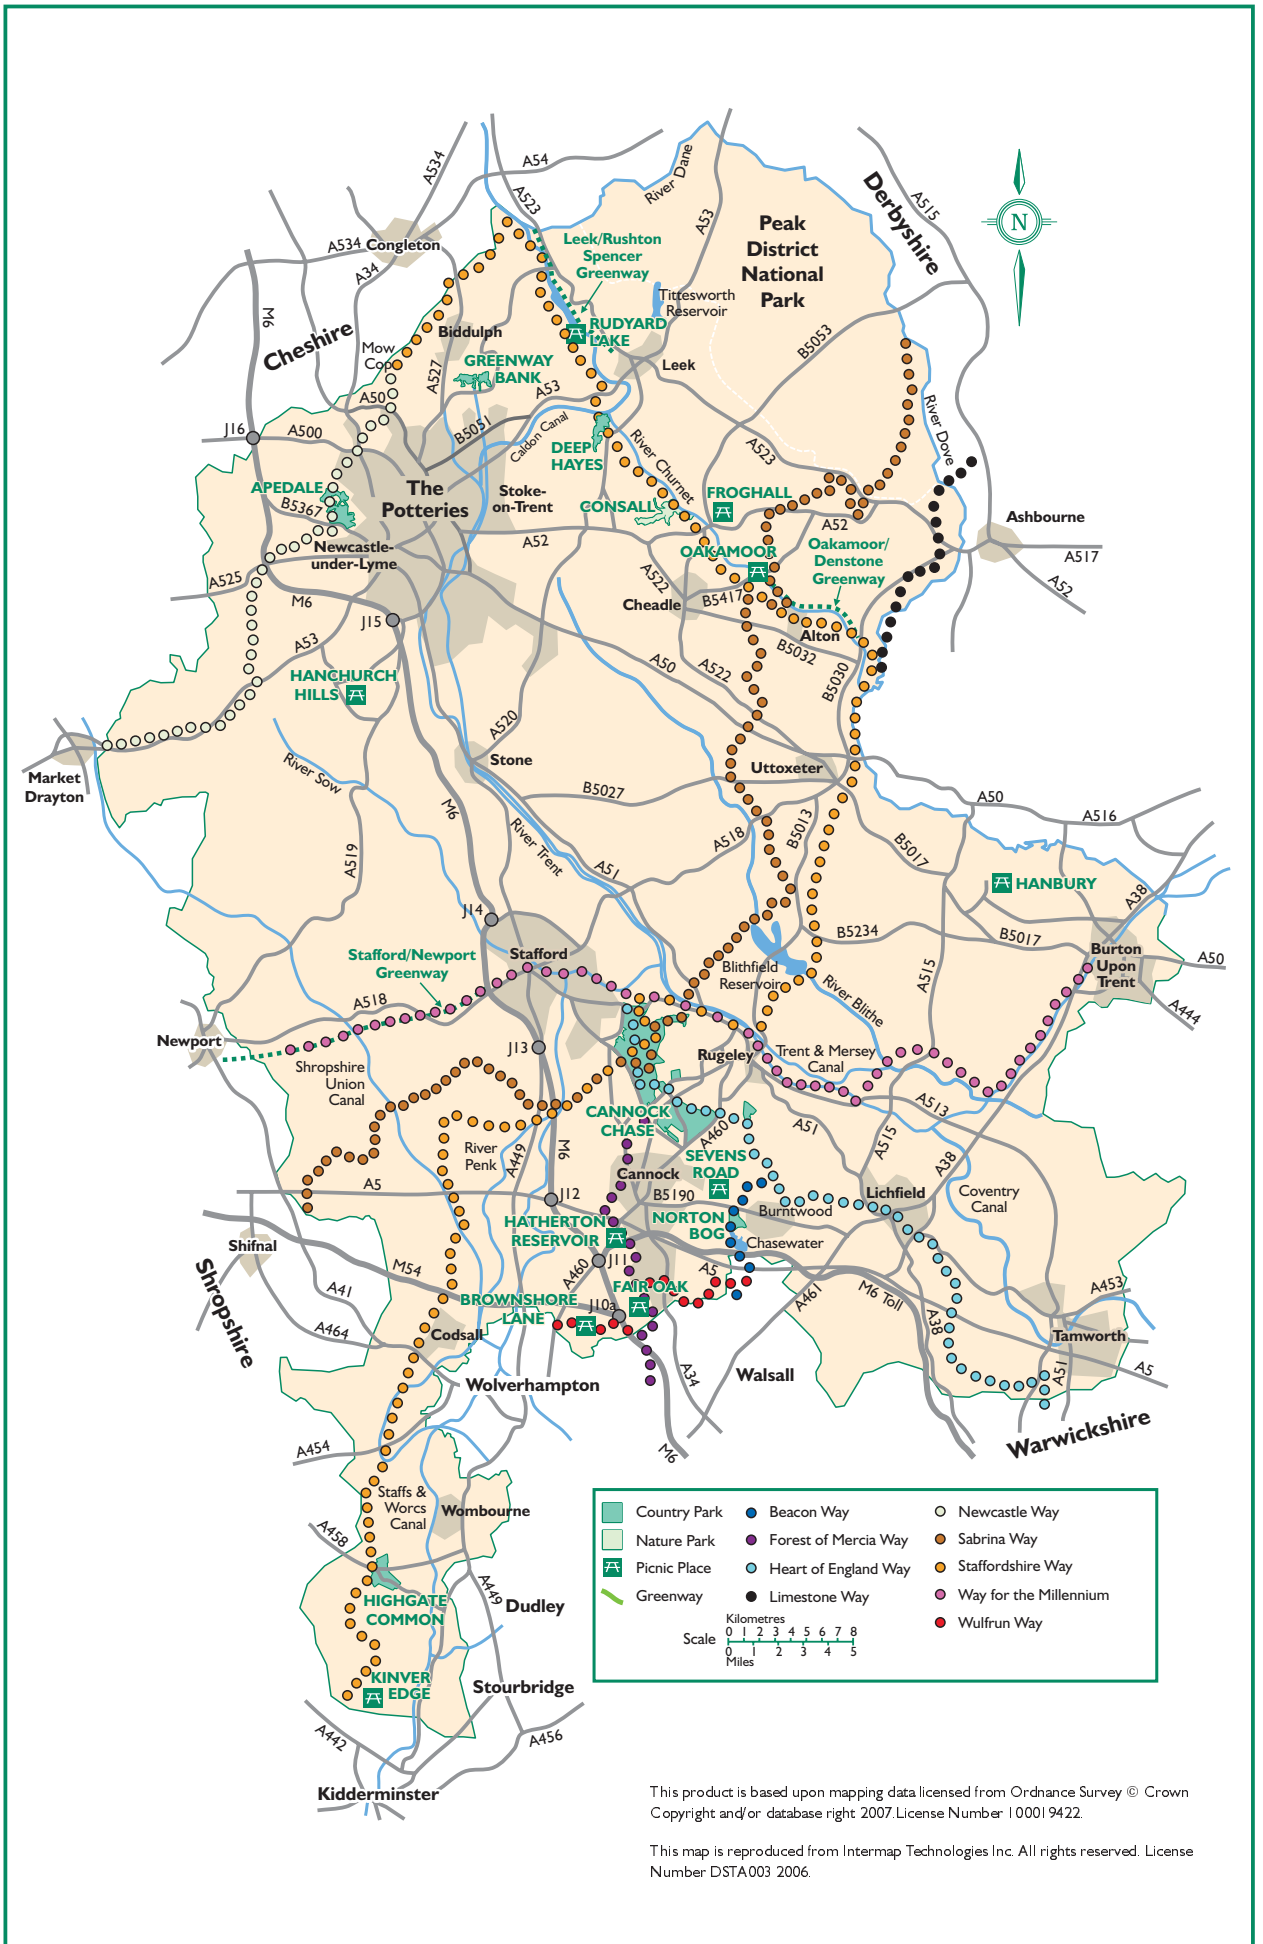 A534
A54
A523
River Dane
A53
Peak
District
National
Park
Derbyshire
A515
N
A534
Congleton
A34
Leek/Rushton
Spencer
Greenway
Tittesworth
Reservoir
M6
Cheshire
Biddulph
RUDYARD
LAKE
B5053
Mow
Cop
A527
GREENWAY
BANK
Leek
A50
A53
River Dove
J16
A500
B5051
Caldon Canal
DEEP
HAYES
River Churnet
A523
APEDALE
B5367
The
Potteries
Stoke-
on-Trent
CONSALL
FROGHALL
A52
Ashbourne
A517
A52
Newcastle-
under-Lyme
A52
OAKAMOOR
Oakamoor/
Denstone
Greenway
A525
M6
A522
Cheadle
B5417
J15
Alton
B5032
A53
HANCHURCH
HILLS
A50
A522
B5030
A520
Market
Drayton
River Sow
Stone
Uttoxeter
B5027
M6
River Trent
A518
B5013
A50
A516
B5017
A519
A51
HANBURY
A38
J14
Stafford
B5234
B5017
Burton
Upon
Trent
A50
Stafford/Newport
Greenway
Blithfield
Reservoir
A515
River Blithe
A518
A444
Newport
J13
Rugeley
Trent & Mersey
Canal
Shropshire
Union
Canal
CANNOCK
CHASE
A513
A460
A51
A515
River
Penk
A449
M6
SEVENS
ROAD
A38
Cannock
A5
J12
B5190
Lichfield
Coventry
Canal
HATHERTON
RESERVOIR
NORTON
BOG
Burntwood
Chasewater
Shifnal
Shropshire
M54
J11
A460
A5
A41
FAIR OAK
A453
BROWNSHORE
LANE
J10a
A461
M6 Toll
A38
A464
Codsall
Tamworth
A51
A5
Wolverhampton
A34
Walsall
Warwickshire
A454
M6
Staffs &
Worcs
Canal
Wombourne
A458
HIGHGATE
COMMON
A449
Dudley
KINVER
EDGE
Stourbridge
A442
A456
Kidderminster
Country Park
Nature Park
Picnic Place
Greenway
Beacon Way
Forest of Mercia Way
Heart of England Way
Limestone Way
Newcastle Way
Sabrina Way
Staffordshire Way
Way for the Millennium
Wulfrun Way
Kilometres
0 1 2 3 4 5 6 7 8
Scale
0 1 2 3 4 5
Miles
This product is based upon mapping data licensed from Ordnance Survey © Crown
Copyright and/or database right 2007. License Number 100019422.
This map is reproduced from Intermap Technologies Inc. All rights reserved. License
Number DSTA003 2006.